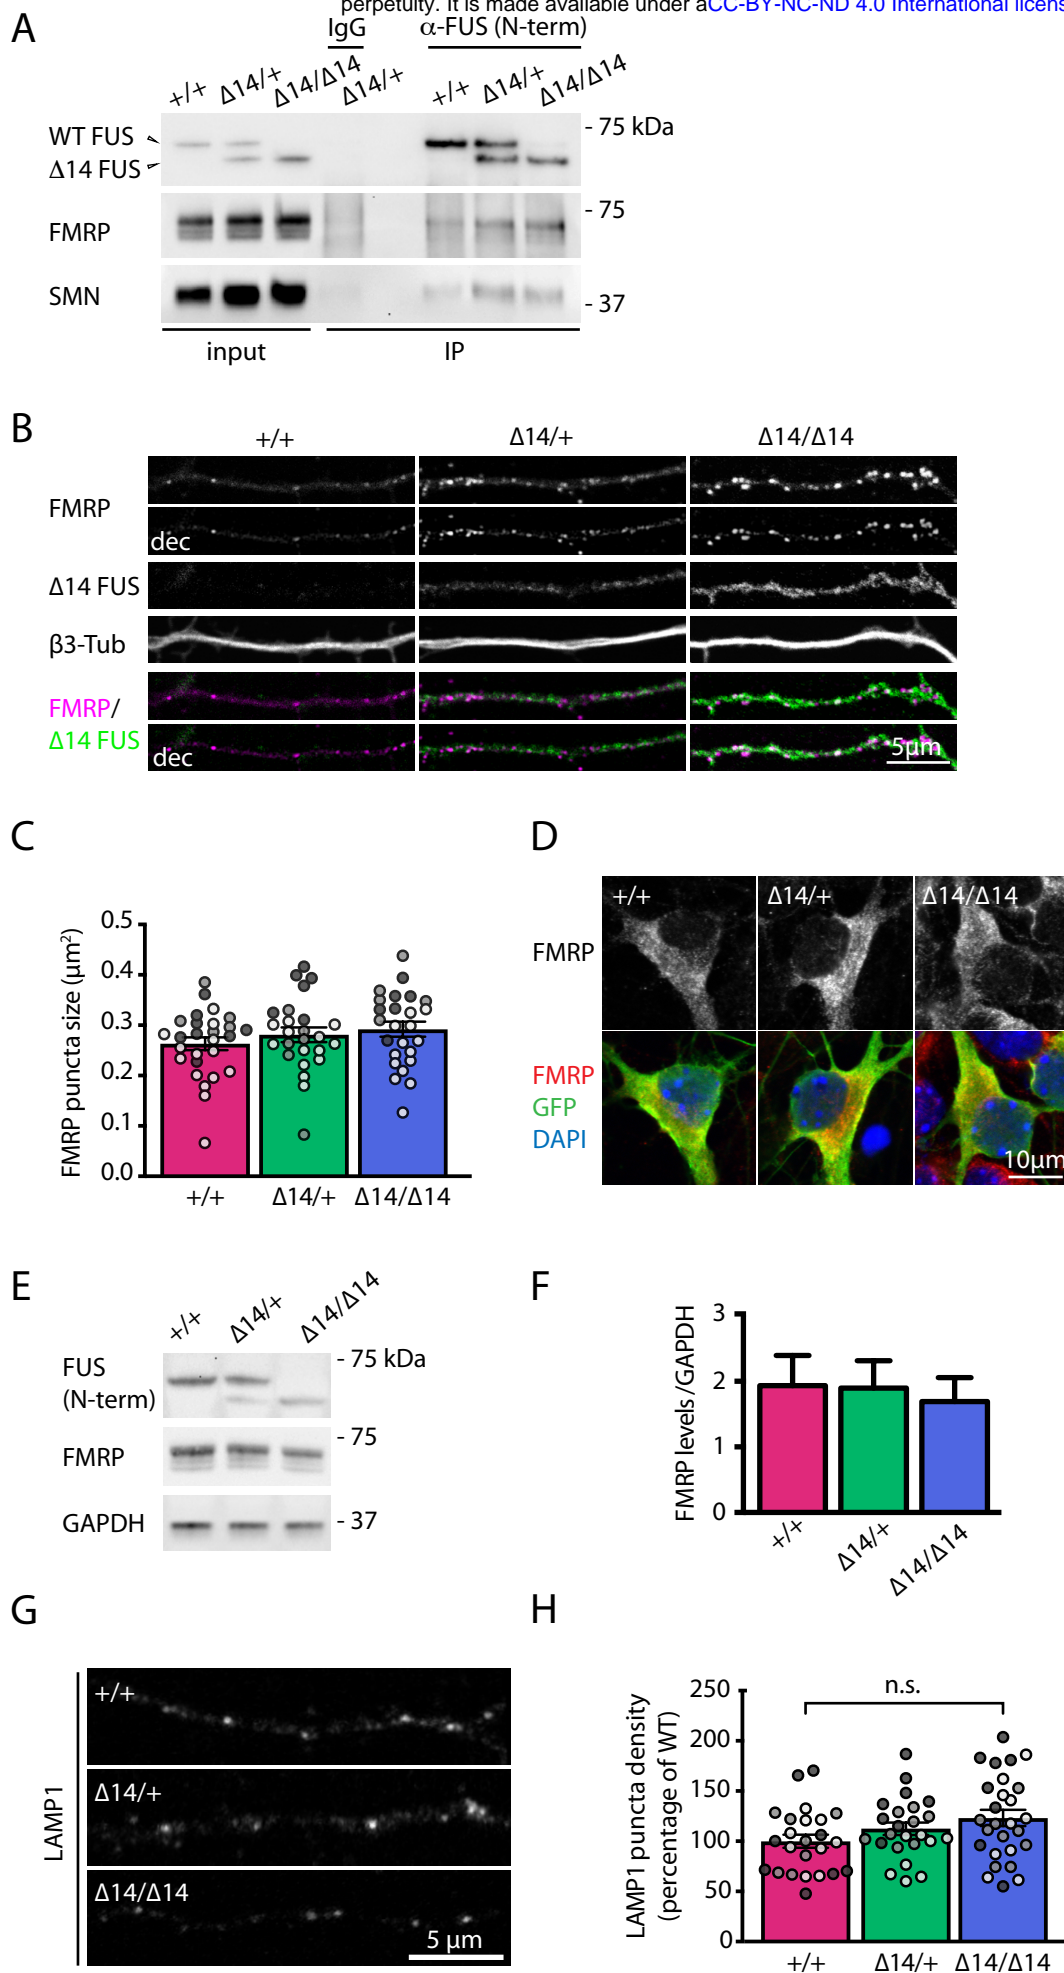 perpetuity. It is made available under aCC-BY-NC-ND 4.0 International licens
A
IgG
α-FUS (N-term)
+/+ Δ14/+ Δ14/Δ14 Δ14/+ +/+ Δ14/+ Δ14/Δ14
WT FUS
Δ14 FUS
- 75 kDa
FMRP
- 75
SMN
- 37
input
IP
B
+/+ Δ14/+ Δ14/Δ14
FMRP
dec
Δ14 FUS
β3-Tub
FMRP/
Δ14 FUS
dec
5µm
C
FMRP puncta size (µm²)
0.5
0.4
0.3
0.2
0.1
0.0
+/+ Δ14/+ Δ14/Δ14
D
+/+ Δ14/+ Δ14/Δ14
FMRP
FMRP
GFP
DAPI
10µm
E
+/+ Δ14/+ Δ14/Δ14
FUS
(N-term)
- 75 kDa
FMRP
- 75
GAPDH
- 37
F
FMRP levels /GAPDH
3
2
1
0
+/+ Δ14/+ Δ14/Δ14
G
LAMP1
+/+
Δ14/+
Δ14/Δ14
5 µm
H
LAMP1 puncta density
(percentage of WT)
250
200
150
100
50
0
n.s.
+/+ Δ14/+ Δ14/Δ14